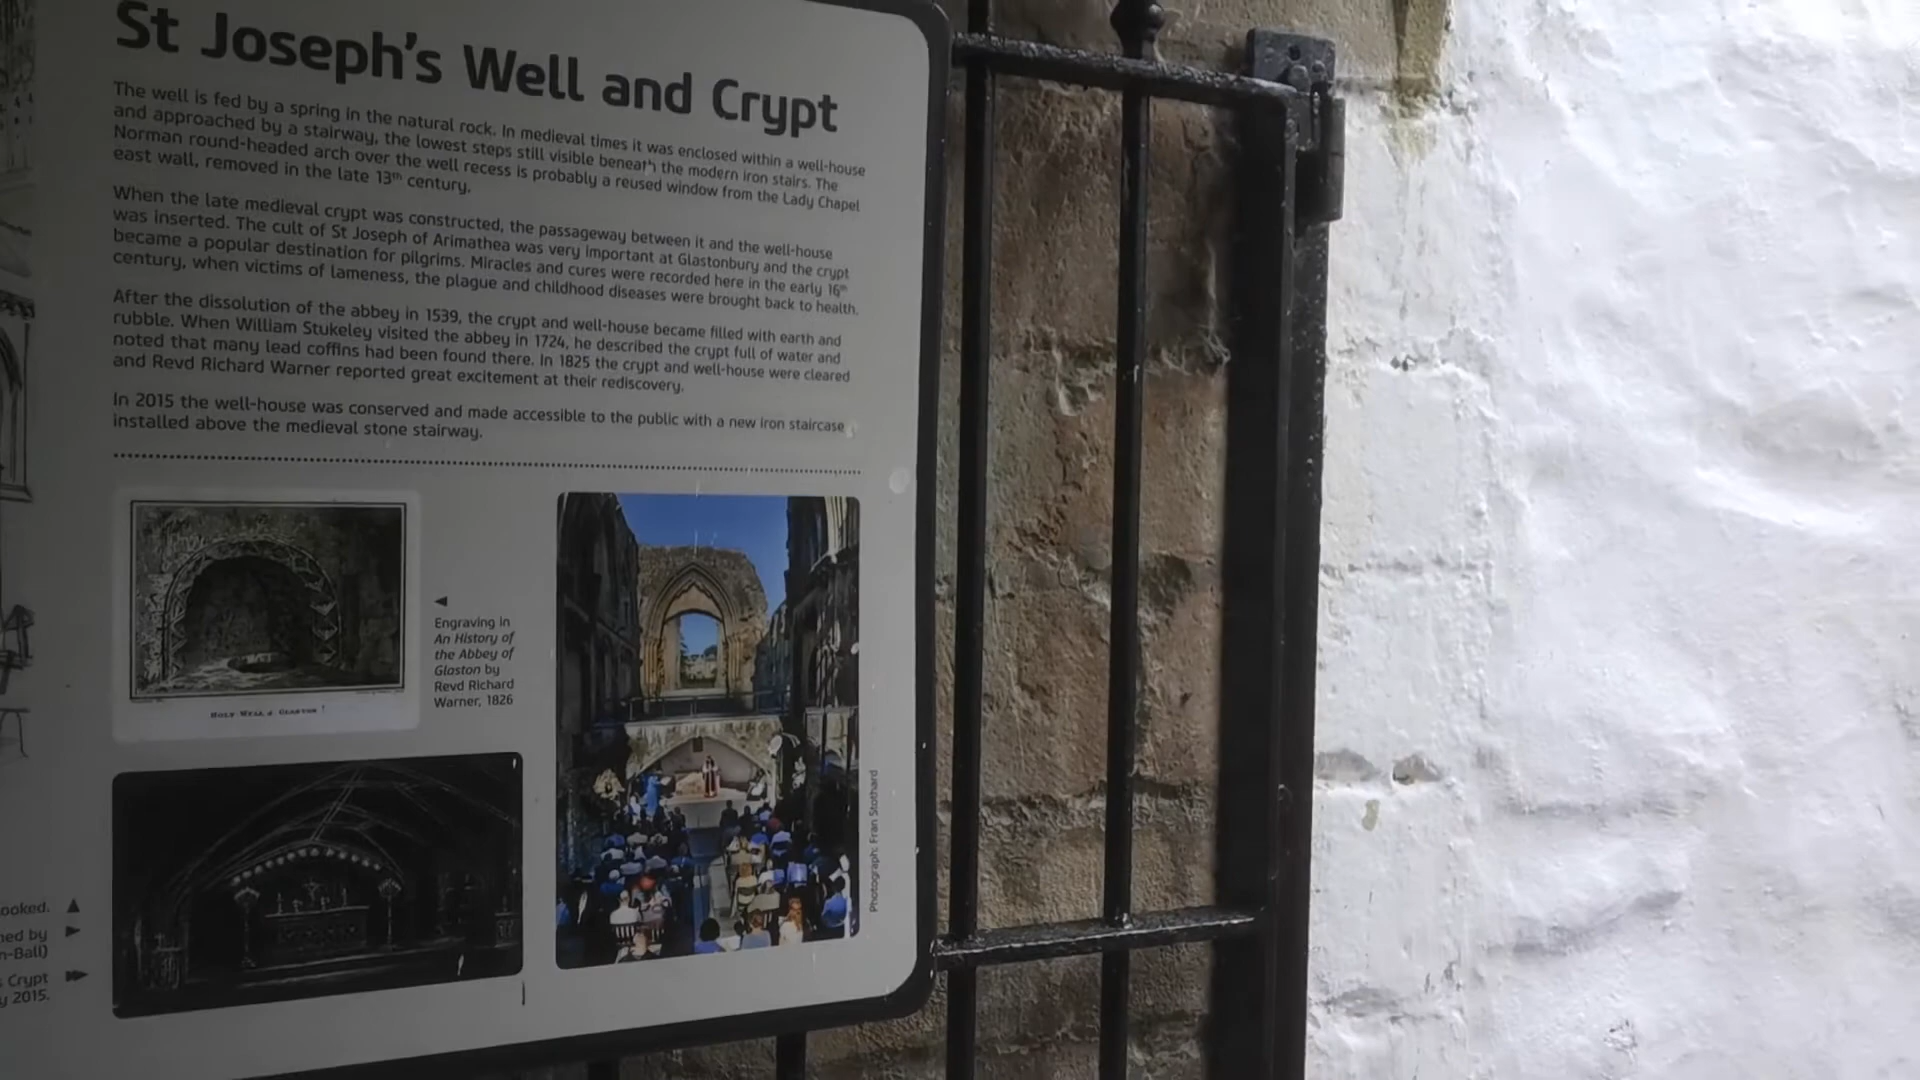 St Joseph's Well and Crypt
The well is fed by a spring in the natural rock. In medieval times it was enclosed within a well-house
and approached by a stairway, the lowest steps still visible beneath the modern iron stairs. The
Norman round-headed arch over the well recess is probably a reused window from the Lady Chapel
east wall, removed in the late 13th century.
When the late medieval crypt was constructed, the passageway between it and the well-house
was inserted. The cult of St Joseph of Arimathea was very important at Glastonbury and the crypt
became a popular destination for pilgrims. Miracles and cures were recorded here in the early 16th
century, when victims of lameness, the plague and childhood diseases were brought back to health.
After the dissolution of the abbey in 1539, the crypt and well-house became filled with earth and
rubble. When William Stukeley visited the abbey in 1724, he described the crypt full of water and
noted that many lead coffins had been found there. In 1825 the crypt and well-house were cleared
and Revd Richard Warner reported great excitement at their rediscovery.
In 2015 the well-house was conserved and made accessible to the public with a new iron staircase
installed above the medieval stone stairway.
◄
Engraving in
An History of
the Abbey of
Glaston by
Revd Richard
Warner, 1826
HOLY WELL, GLASTON!
Photograph: Fran Stothard
ooked. ▲
ned by ►
n-Ball)
s Crypt ►►
y 2015.